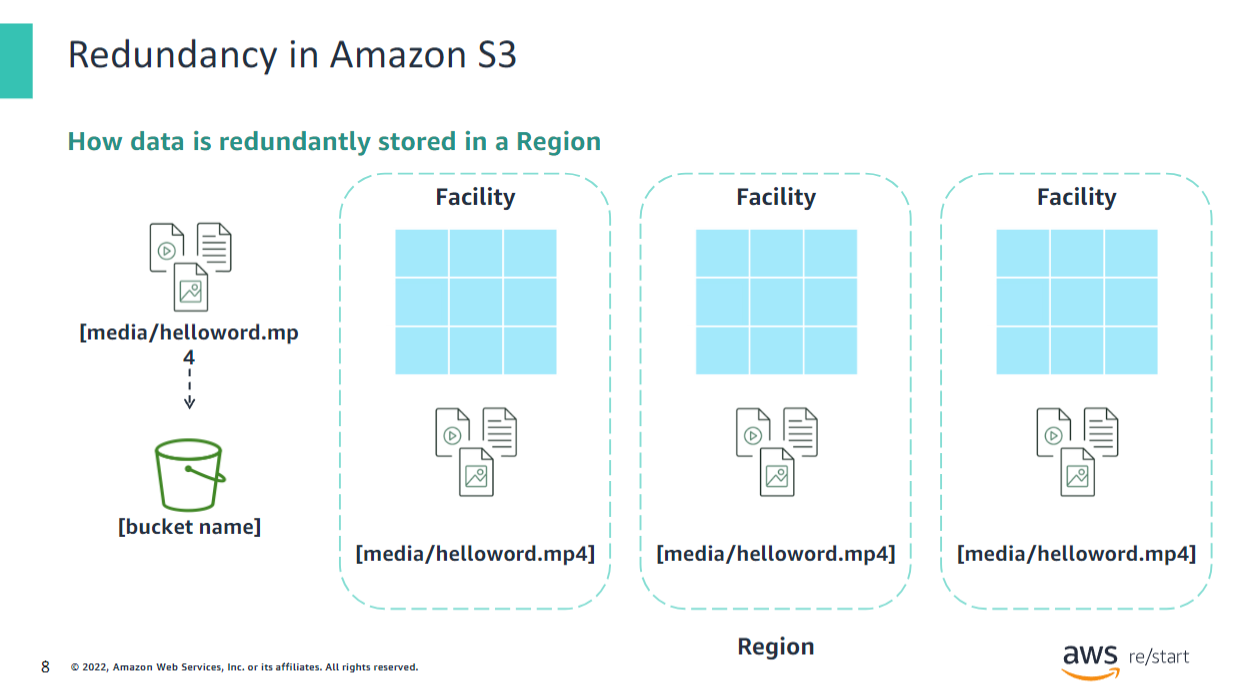 Redundancy in Amazon S3
How data is redundantly stored in a Region
[media/helloword.mp
4
[bucket name]
Facility
[media/helloword.mp4]
Facility
[media/helloword.mp4]
Facility
[media/helloword.mp4]
Region
8
© 2022, Amazon Web Services, Inc. or its affiliates. All rights reserved.
aws re/start